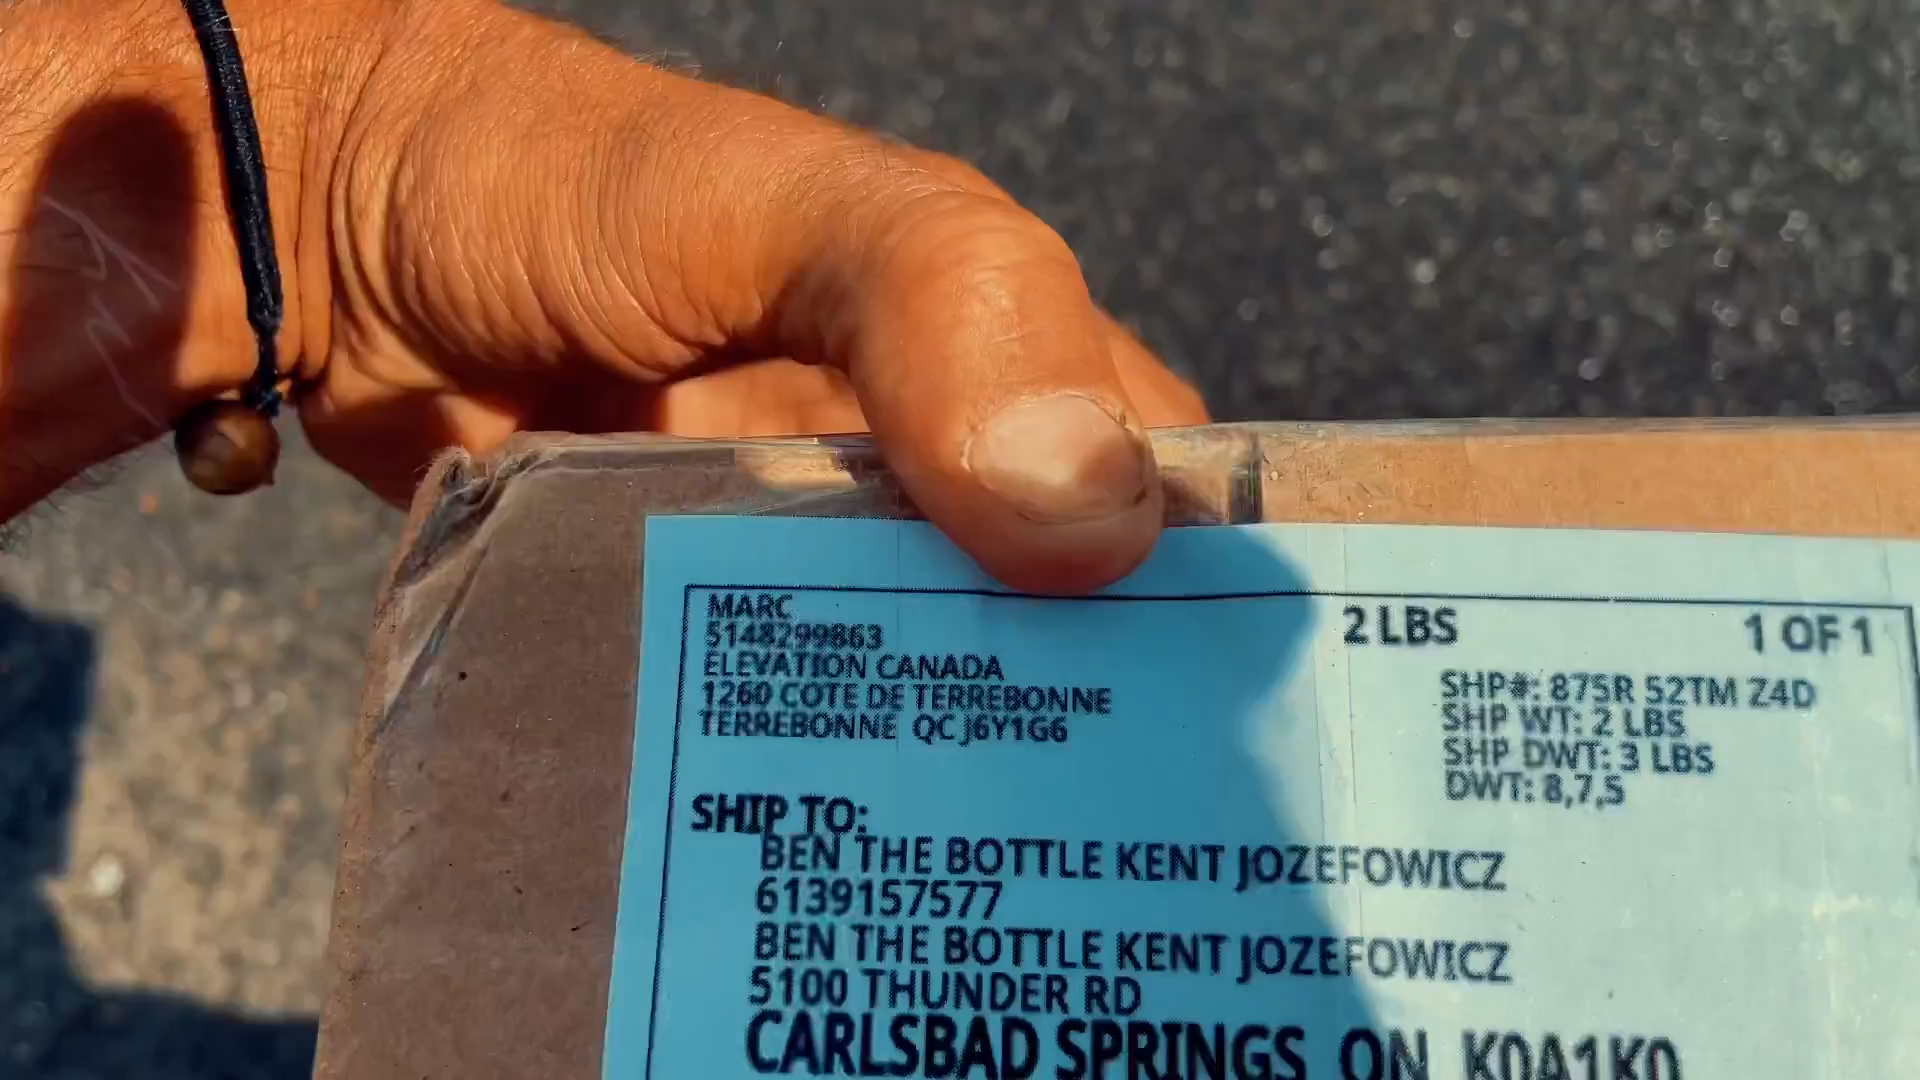 MARC
5148299863
ELEVATION CANADA
1260 COTE DE TERREBONNE
TERREBONNE QC J6Y1G6
2 LBS
1 OF 1
SHP#: 875R 52TM Z4D
SHP WT: 2 LBS
SHP DWT: 3 LBS
DWT: 8,7,5
SHIP TO:
BEN THE BOTTLE KENT JOZEFOWICZ
6139157577
BEN THE BOTTLE KENT JOZEFOWICZ
5100 THUNDER RD
CARLSBAD SPRINGS ON K0A1K0